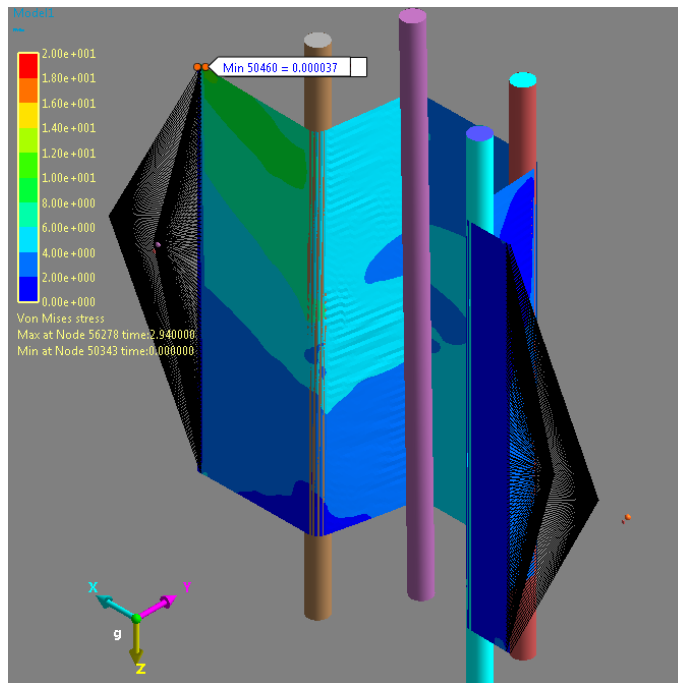 Model1
Min 50460 = 0.000037
2.00e+001
1.80e+001
1.60e+001
1.40e+001
1.20e+001
1.00e+001
8.00e+000
6.00e+000
4.00e+000
2.00e+000
0.00e+000
Von Mises stress
Max at Node 56278 time:2.940000
Min at Node 50343 time:0.000000
X
Y
g
Z